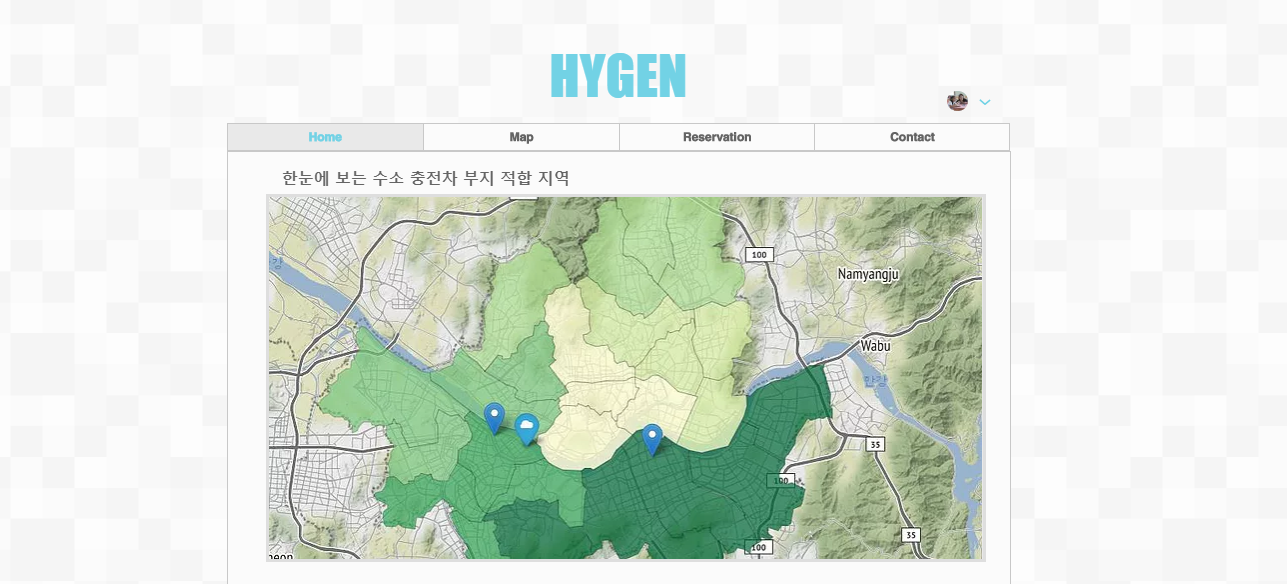 HYGEN
Home
Map
Reservation
Contact
한눈에 보는 수소 충전차 부지 적합 지역
100
Namyangju
Wabu
한강
35
100
100
35